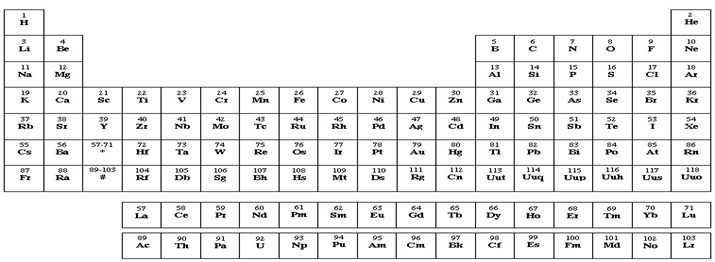 1 2
H He
3 4 5 6 7 8 9 10
Li Be B C N O F Ne
11 12 13 14 15 16 17 18
Na Mg Al Si P S Cl Ar
19 20 21 22 23 24 25 26 27 28 29 30 31 32 33 34 35 36
K Ca Sc Ti V Cr Mn Fe Co Ni Cu Zn Ga Ge As Se Br Kr
37 38 39 40 41 42 43 44 45 46 47 48 49 50 51 52 53 54
Rb Sr Y Zr Nb Mo Tc Ru Rh Pd Ag Cd In Sn Sb Te I Xe
55 56 57-71 72 73 74 75 76 77 78 79 80 81 82 83 84 85 86
Cs Ba * Hf Ta W Re Os Ir Pt Au Hg Tl Pb Bi Po At Rn
87 88 89-103 104 105 106 107 108 109 110 111 112 113 114 115 116 117 118
Fr Ra # Rf Db Sg Bh Hs Mt Ds Rg Cn Uut Uuq Uup Uuh Uus Uuo
57 58 59 60 61 62 63 64 65 66 67 68 69 70 71
La Ce Pr Nd Pm Sm Eu Gd Tb Dy Ho Er Tm Yb Lu
89 90 91 92 93 94 95 96 97 98 99 100 101 102 103
Ac Th Pa U Np Pu Am Cm Bk Cf Es Fm Md No Lr